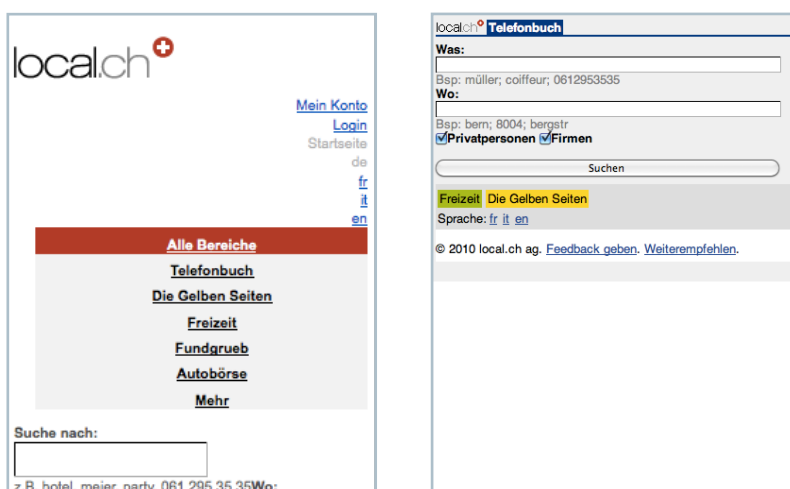 local.ch
Mein Konto
Login
Startseite
de
fr
it
en
Alle Bereiche
Telefonbuch
Die Gelben Seiten
Freizeit
Fundgrueb
Autobörse
Mehr
Suche nach:
z.B. hotel, meier, party, 061 295 35 35Wo:
local.ch Telefonbuch
Was:
Bsp: müller; coiffeur; 0612953535
Wo:
Bsp: bern; 8004; bergstr
Privatpersonen Firmen
Suchen
Freizeit Die Gelben Seiten
Sprache: fr it en
© 2010 local.ch ag. Feedback geben. Weiterempfehlen.